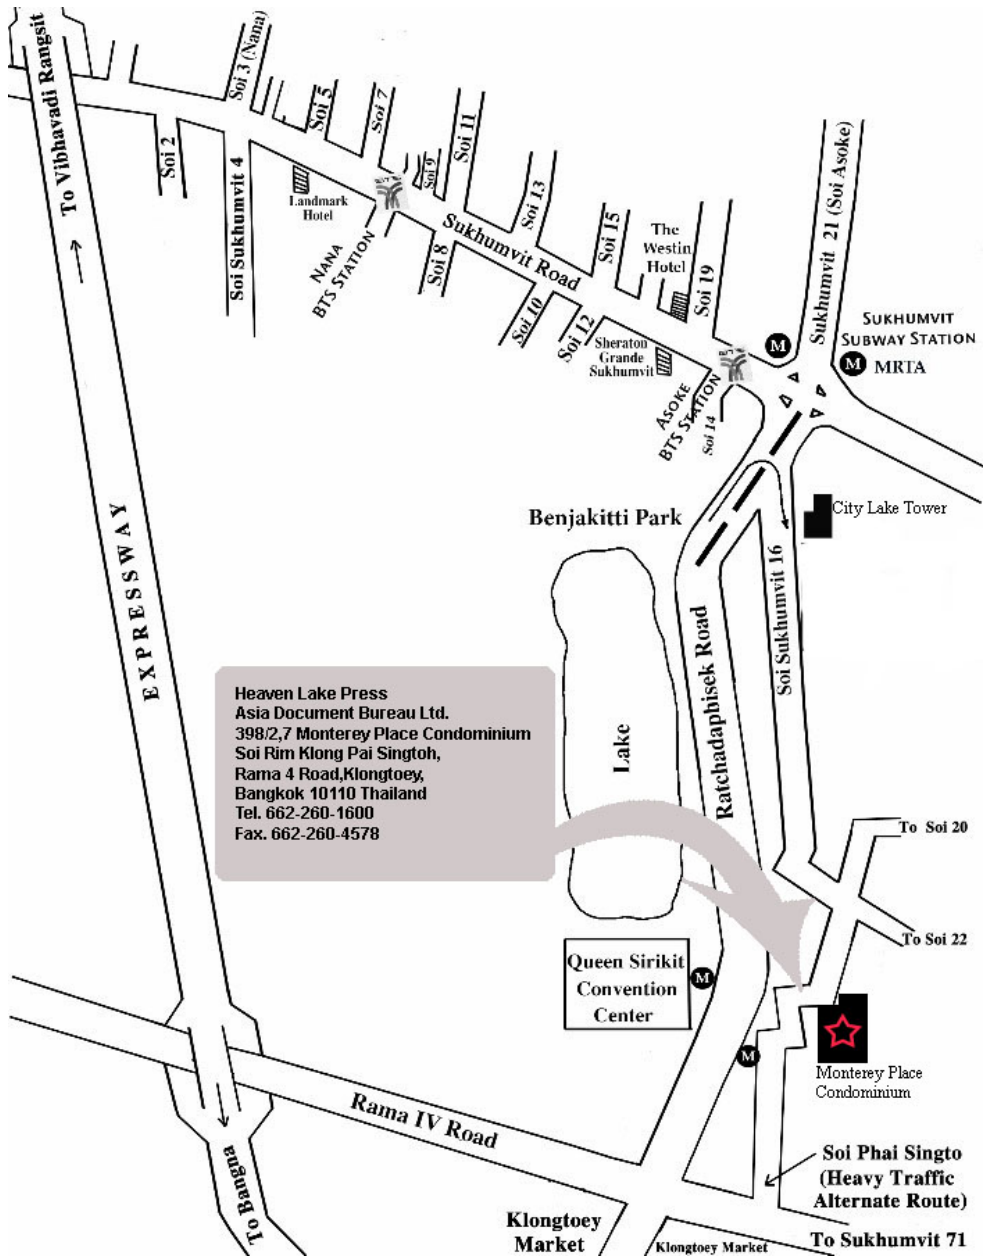 To Vibhavadi Rangsit
Soi 3 (Nana)
Soi 5
Soi 7
Soi 9
Soi 11
Soi 13
Soi 15
Soi 19
Sukhumvit 21 (Soi Asoke)
Soi 2
Soi Sukhumvit 4
Landmark
Hotel
NANA
BTS STATION
Soi 8
Sukhumvit Road
Soi 10
Soi 12
The
Westin
Hotel
Sheraton
Grande
Sukhumvit
ASOKE
BTS STATION
Soi 14
M
SUKHUMVIT
SUBWAY STATION
M MRTA
City Lake Tower
Benjakitti Park
EXPRESSWAY
Soi Sukhumvit 16
Ratchadaphisek Road
Lake
Heaven Lake Press
Asia Document Bureau Ltd.
398/2,7 Monterey Place Condominium
Soi Rim Klong Pai Singtoh,
Rama 4 Road,Klongtoey,
Bangkok 10110 Thailand
Tel. 662-260-1600
Fax. 662-260-4578
To Soi 20
To Soi 22
Queen Sirikit
Convention
Center
M
M
Monterey Place
Condominium
Rama IV Road
To Bangna
Soi Phai Singto
(Heavy Traffic
Alternate Route)
Klongtoey
Market
Klongtoey Market
To Sukhumvit 71